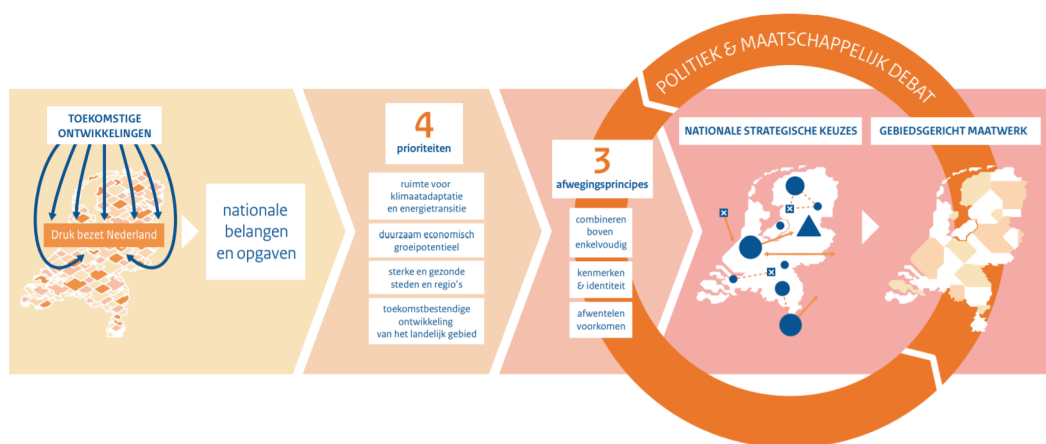 TOEKOMSTIGE
ONTWIKKELINGEN
Druk bezet Nederland
nationale
belangen
en opgaven
4
prioriteiten
ruimte voor
klimaatadaptatie
en energietransitie
duurzaam economisch
groeipotentieel
sterke en gezonde
steden en regio's
toekomstbestendige
ontwikkeling
van het landelijk gebied
3
afwegingsprincipes
combineren
boven
enkelvoudig
kenmerken
& identiteit
afwentelen
voorkomen
POLITIEK & MAATSCHAPPELIJK DEBAT
NATIONALE STRATEGISCHE KEUZES
GEBIEDSGERICHT MAATWERK